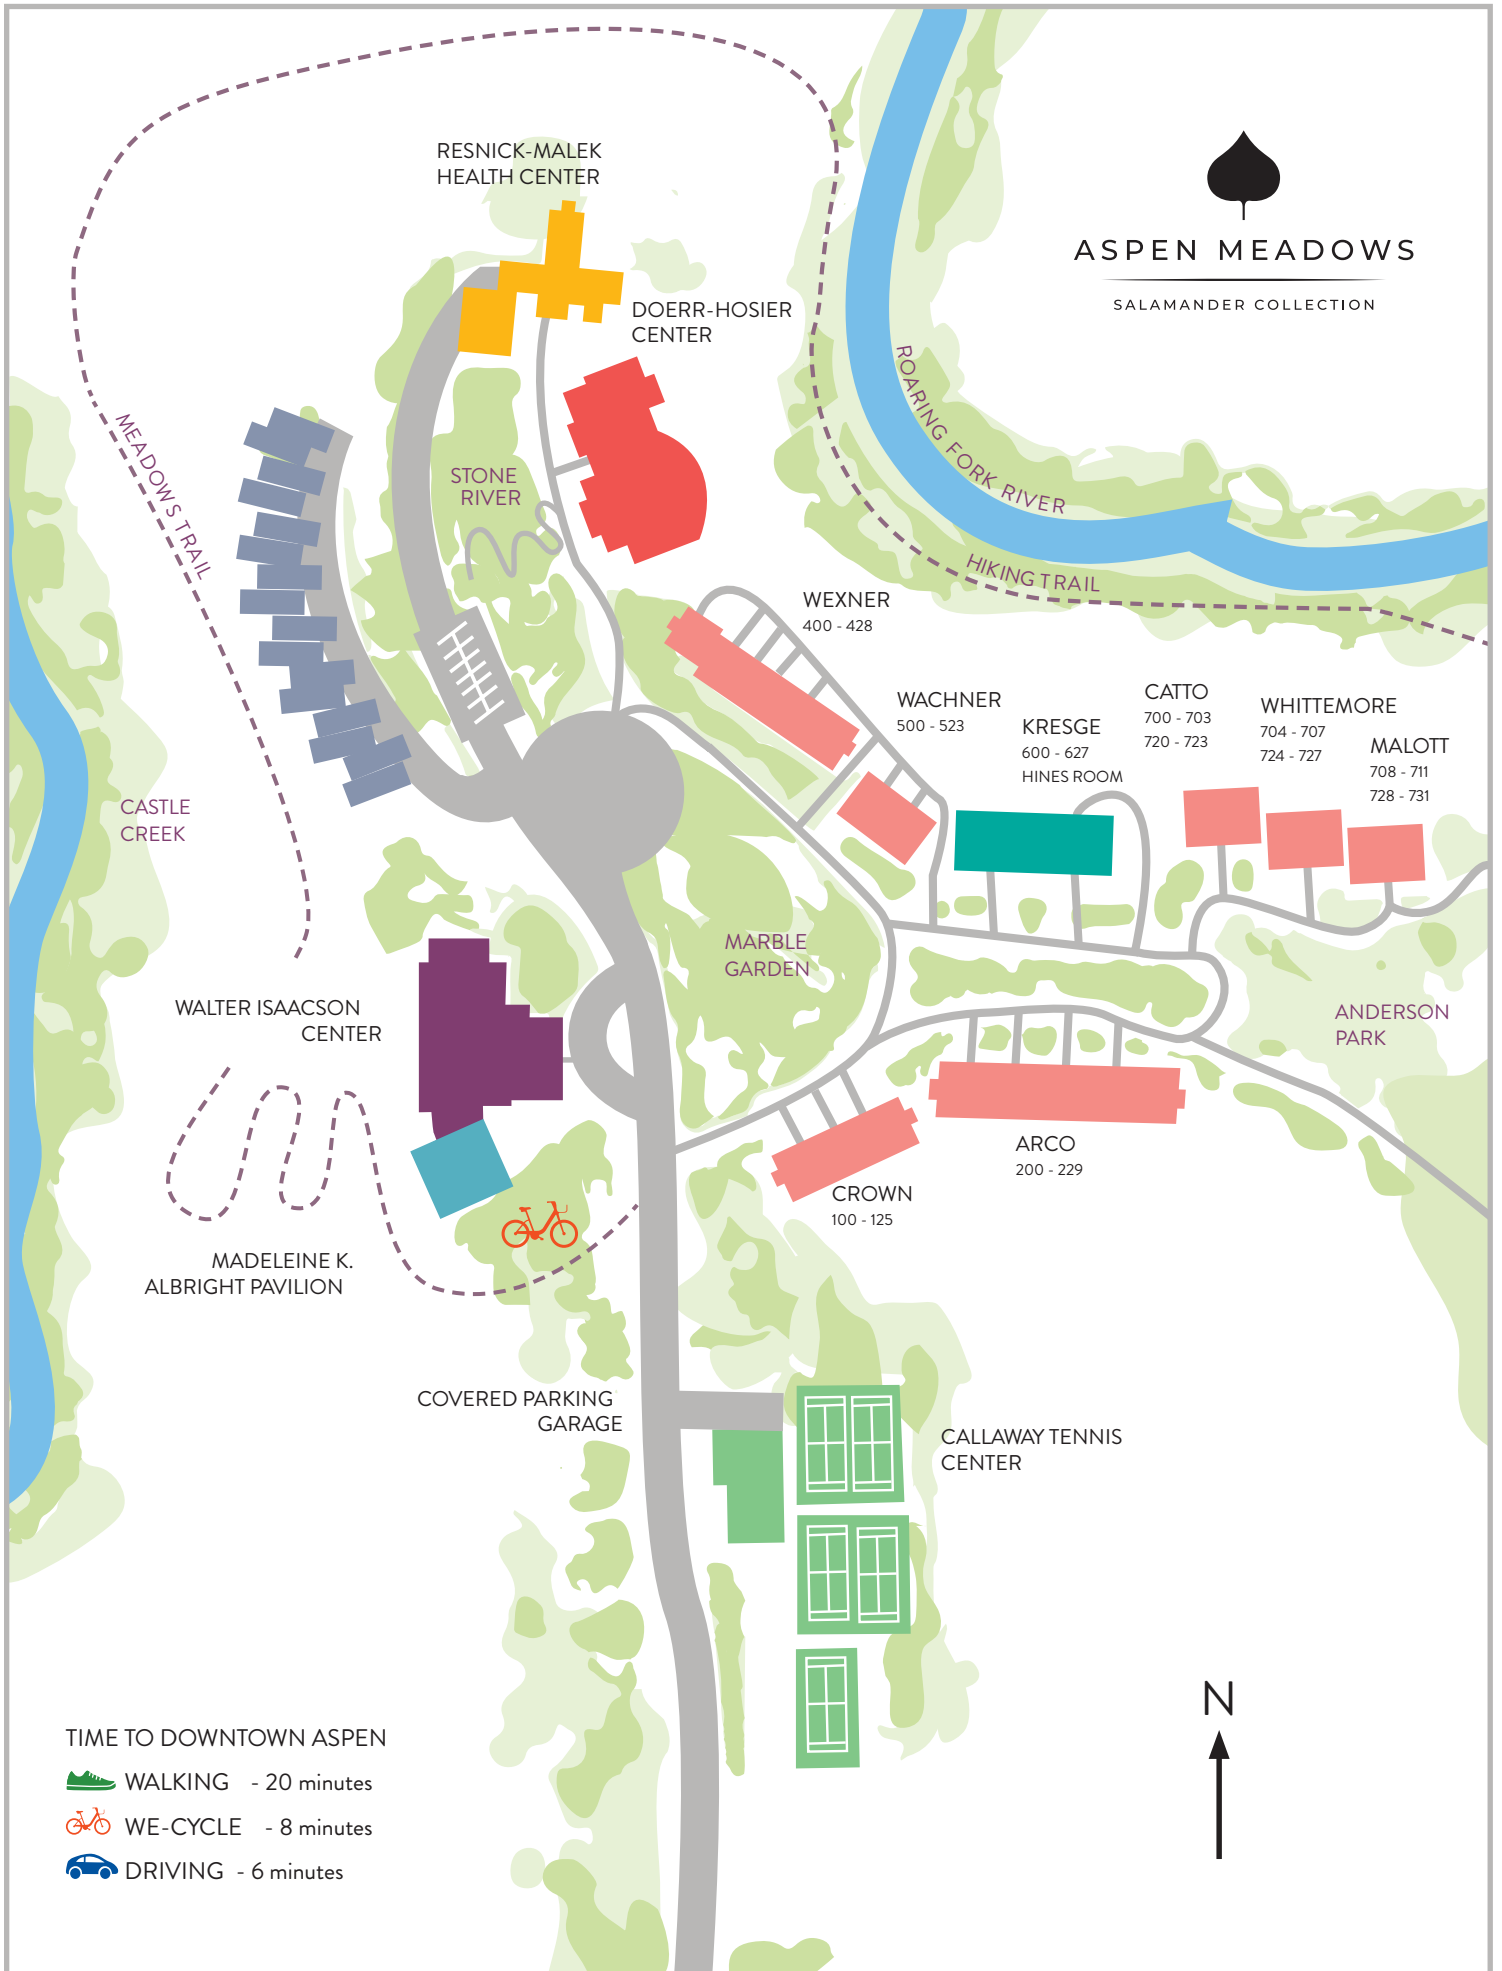 RESNICK-MALEK
HEALTH CENTER
ASPEN MEADOWS
SALAMANDER COLLECTION
DOERR-HOSIER
CENTER
ROARING FORK RIVER
MEADOWS TRAIL
STONE
RIVER
HIKING TRAIL
WEXNER
400 - 428
WACHNER
500 - 523
KRESGE
600 - 627
HINES ROOM
CATTO
700 - 703
720 - 723
WHITTEMORE
704 - 707
724 - 727
MALOTT
708 - 711
728 - 731
CASTLE
CREEK
MARBLE
GARDEN
WALTER ISAACSON
CENTER
ANDERSON
PARK
ARCO
200 - 229
CROWN
100 - 125
MADELEINE K.
ALBRIGHT PAVILION
COVERED PARKING
GARAGE
CALLAWAY TENNIS
CENTER
N
TIME TO DOWNTOWN ASPEN
WALKING - 20 minutes
WE-CYCLE - 8 minutes
DRIVING - 6 minutes